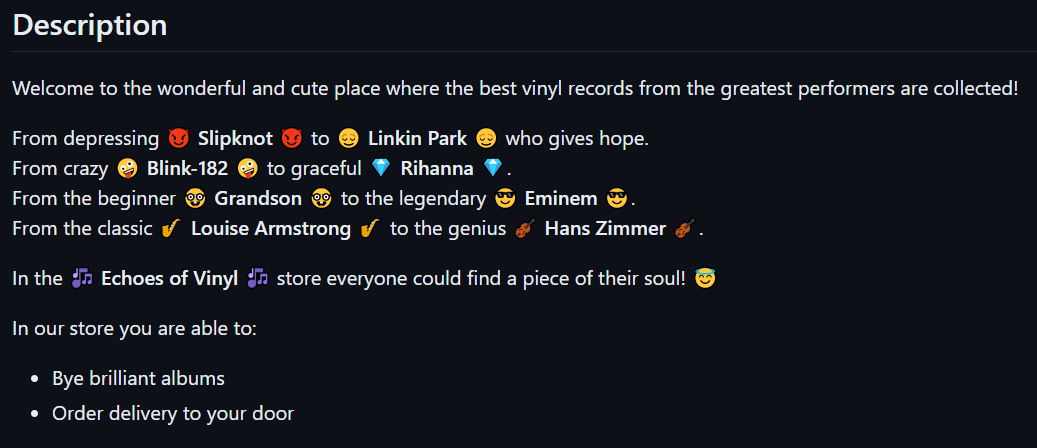 Description
Welcome to the wonderful and cute place where the best vinyl records from the greatest performers are collected!
From depressing 😈 Slipknot 😈 to 😔 Linkin Park 😔 who gives hope.
From crazy 🤪 Blink-182 🤪 to graceful 💎 Rihanna 💎.
From the beginner 🥸 Grandson 🥸 to the legendary 😎 Eminem 😎.
From the classic 🎷 Louise Armstrong 🎷 to the genius 🎻 Hans Zimmer 🎻.
In the 🎶 Echoes of Vinyl 🎶 store everyone could find a piece of their soul! 😇
In our store you are able to:
• Bye brilliant albums
• Order delivery to your door